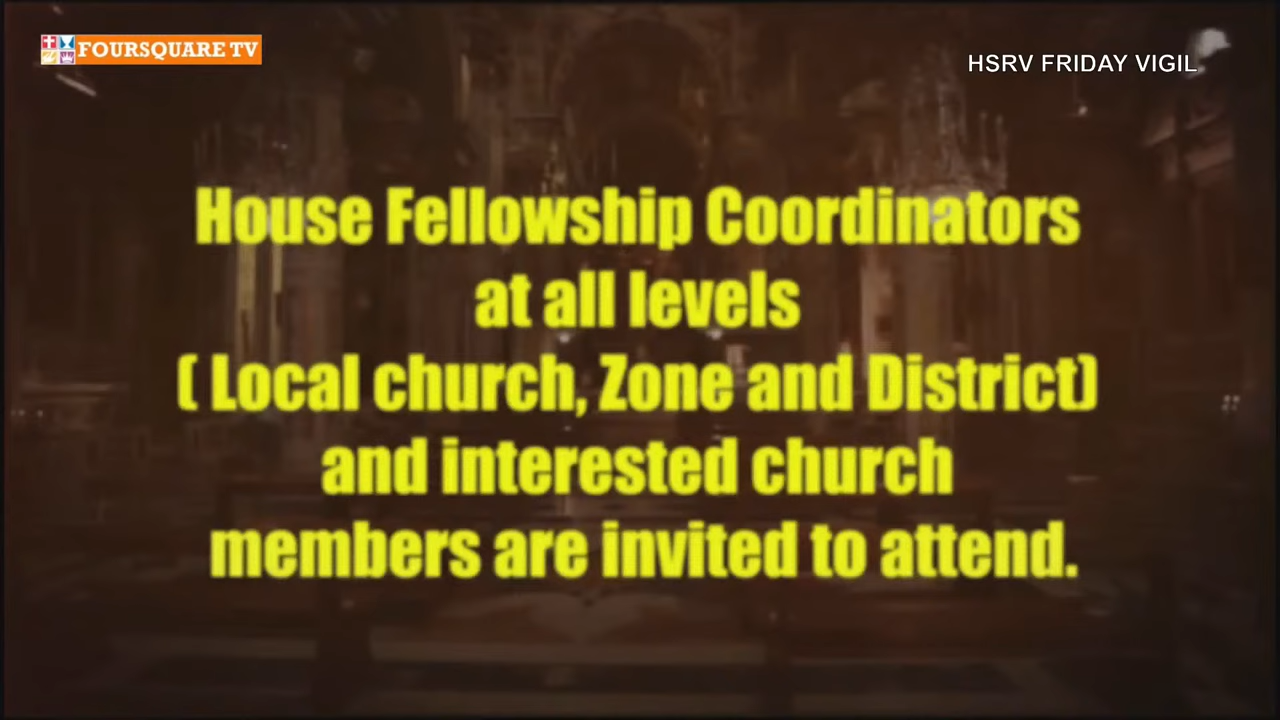 FOURSQUARE TV
HSRV FRIDAY VIGIL
House Fellowship Coordinators
at all levels
( Local church, Zone and District)
and interested church
members are invited to attend.